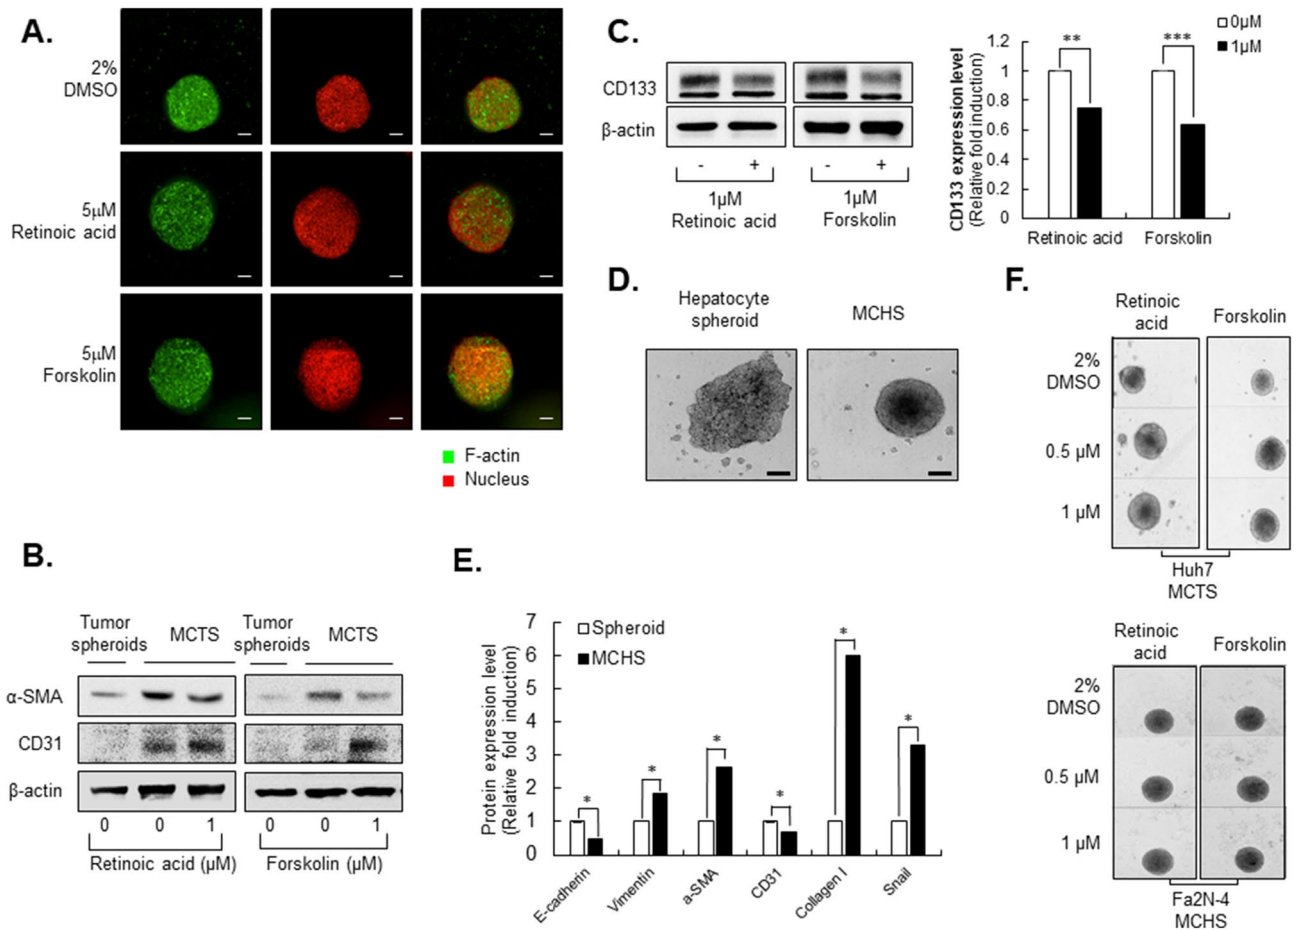 A.
2%
DMSO
5μM
Retinoic acid
5μM
Forskolin
F-actin
Nucleus
B.
Tumor
spheroids
MCTS
Tumor
spheroids
MCTS
α-SMA
CD31
β-actin
0 0 1 0 0 1
Retinoic acid (μM)
Forskolin (μM)
C.
CD133
β-actin
- + - +
1μM
Retinoic acid
1μM
Forskolin
0μM
1μM
CD133 expression level
(Relative fold induction)
1.2
1
0.8
0.6
0.4
0.2
0
**
***
Retinoic acid
Forskolin
D.
Hepatocyte
spheroid
MCHS
E.
Protein expression level
(Relative fold induction)
7
6
5
4
3
2
1
0
Spheroid
MCHS
* * * * * *
E-cadherin
Vimentin
a-SMA
CD31
Collagen I
Snail
F.
Retinoic
acid
Forskolin
2%
DMSO
0.5 μM
1 μM
Huh7
MCTS
Retinoic
acid
Forskolin
2%
DMSO
0.5 μM
1 μM
Fa2N-4
MCHS